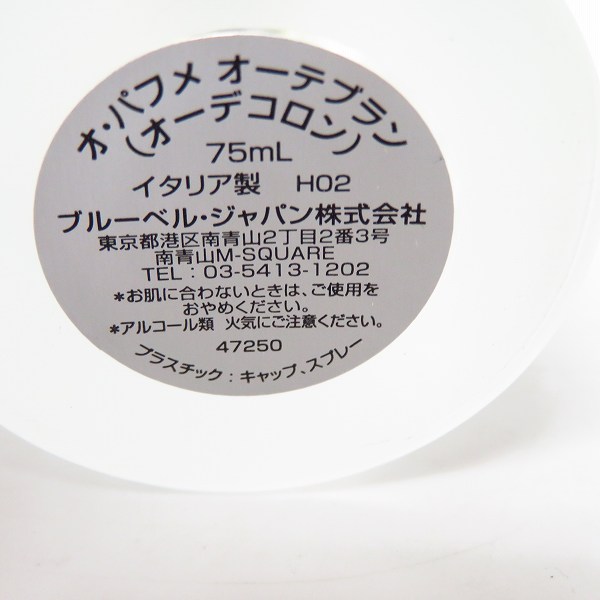 オ・パフメ オーテブラン
(オーデコロン)
75mL
イタリア製 H02
ブルーベル・ジャパン株式会社
東京都港区南青山2丁目2番3号
南青山M-SQUARE
TEL：03-5413-1202
*お肌に合わないときは、ご使用を
おやめください。
*アルコール類 火気にご注意ください。
47250
プラスチック：キャップ、スプレー